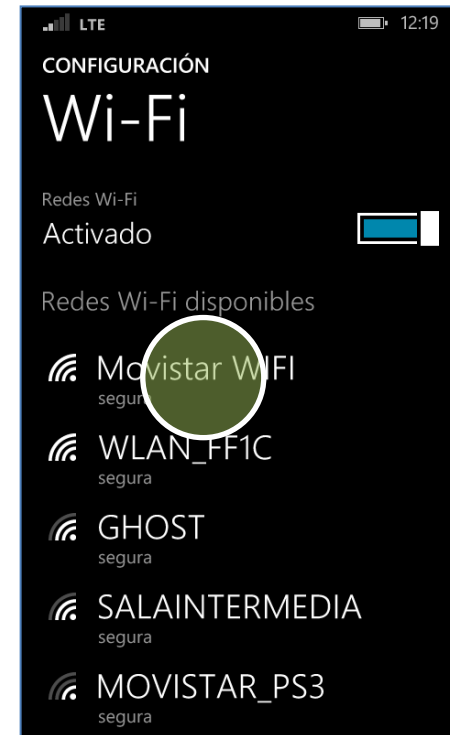 LTE 12:19
CONFIGURACIÓN
Wi-Fi
Redes Wi-Fi
Activado
Redes Wi-Fi disponibles
Movistar WIFI
segura
WLAN_FF1C
segura
GHOST
segura
SALAINTERMEDIA
segura
MOVISTAR_PS3
segura